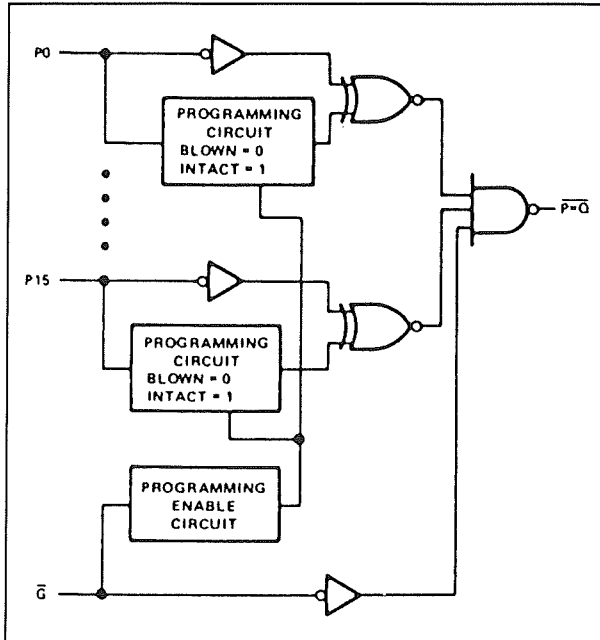 P0
PROGRAMMING
CIRCUIT
BLOWN = 0
INTACT = 1
P=Q
P15
PROGRAMMING
CIRCUIT
BLOWN = 0
INTACT = 1
PROGRAMMING
ENABLE
CIRCUIT
G